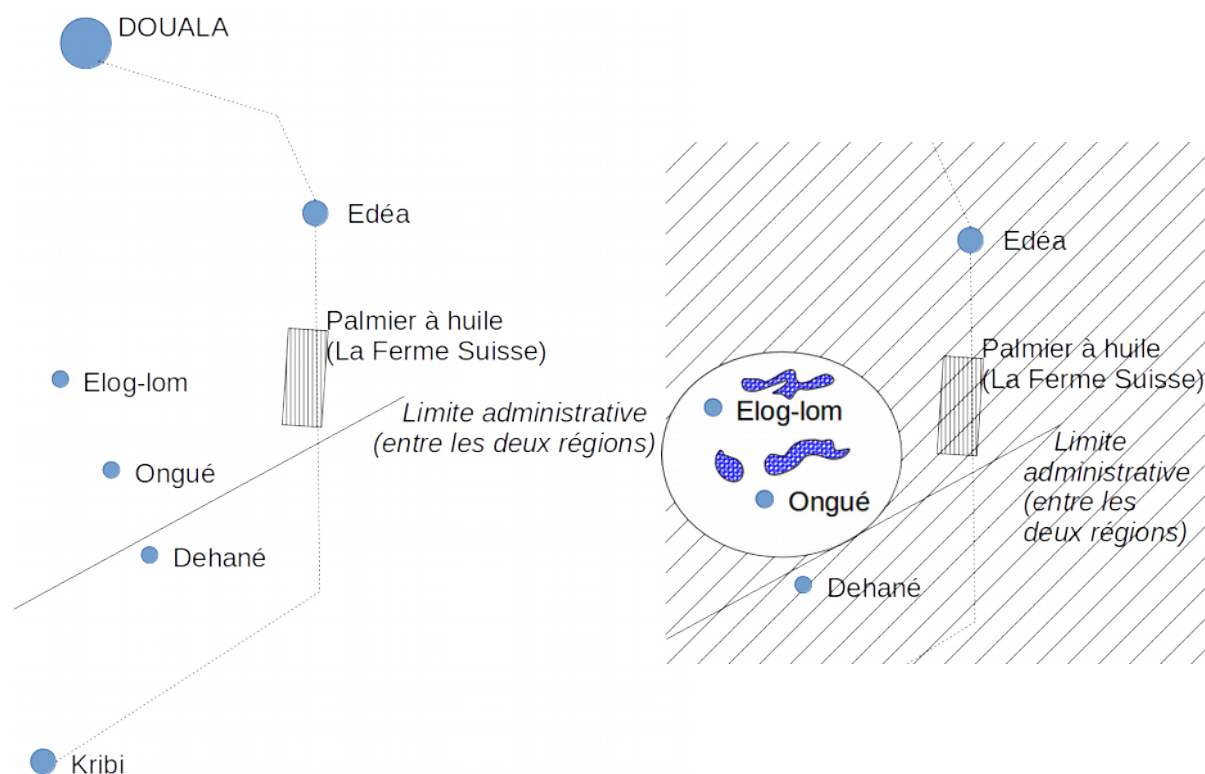 DOUALA
Edéa
Palmier à huile
(La Ferme Suisse)
Elog-lom
Limite administrative
(entre les deux régions)
Ongué
Dehané
Kribi
Edéa
Palmier à huile
(La Ferme Suisse)
Elog-lom
Limite
administrative
(entre les
deux régions)
Ongué
Dehané